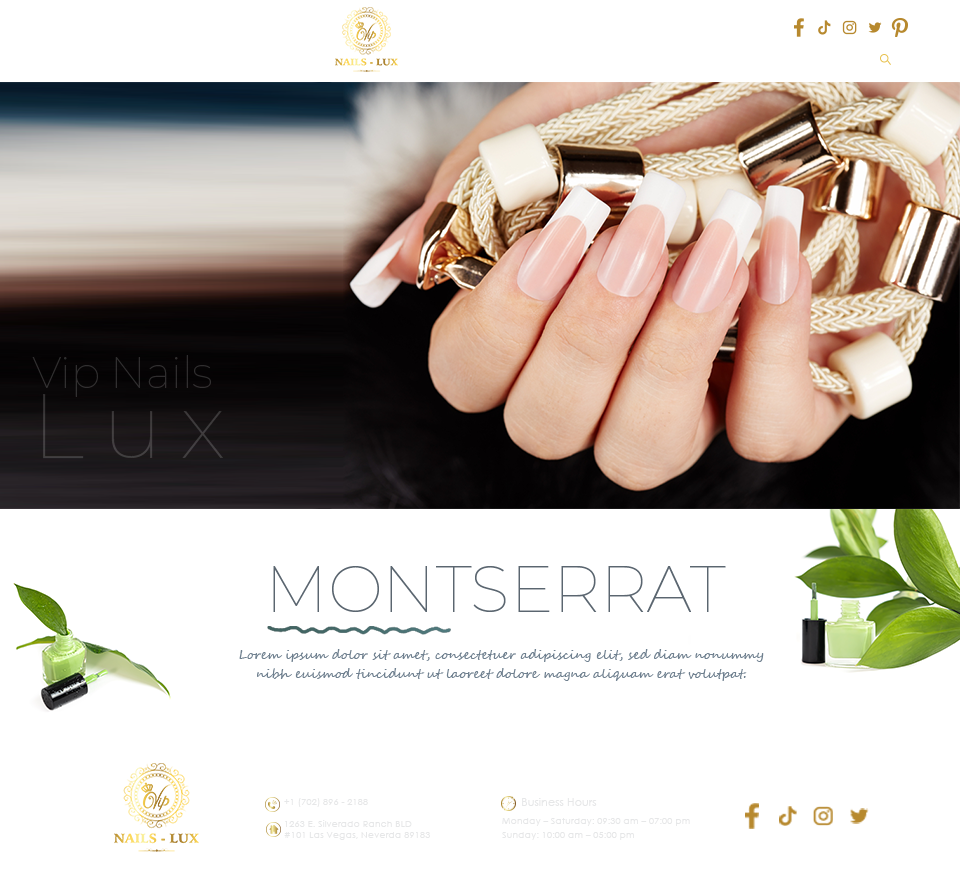 Vip
NAILS - LUX
Vip Nails
Lux
MONTSERRAT
Lorem ipsum dolor sit amet, consectetuer adipiscing elit, sed diam nonummy
nibh euismod tincidunt ut laoreet dolore magna aliquam erat volutpat.
Vip
NAILS - LUX
+1 (702) 896 - 2188
1263 E. Silverado Ranch BLD
#101 Las Vegas, Neverda 89183
Business Hours
Monday – Saturday: 09:30 am – 07:00 pm
Sunday: 10:00 am – 05:00 pm